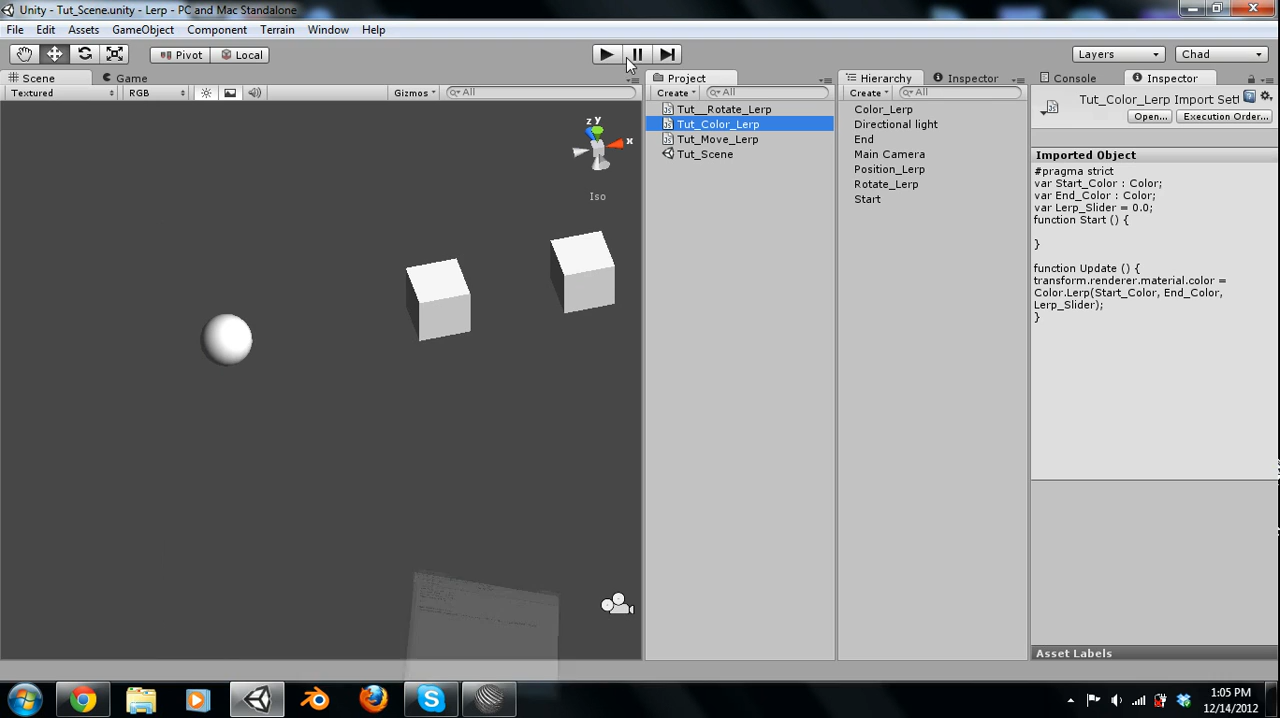 Unity - Tut_Scene.unity - Lerp - PC and Mac Standalone
File Edit Assets GameObject Component Terrain Window Help
Pivot Local Layers Chad
Scene Game Project Hierarchy Inspector Console Inspector
Textured RGB Gizmos All Create All Create All
Tut__Rotate_Lerp
Tut_Color_Lerp
Tut_Move_Lerp
Tut_Scene
Color_Lerp
Directional light
End
Main Camera
Position_Lerp
Rotate_Lerp
Start
Tut_Color_Lerp Import Sett
Open... Execution Order...
Imported Object
#pragma strict
var Start_Color : Color;
var End_Color : Color;
var Lerp_Slider = 0.0;
function Start () {
}
function Update () {
transform.renderer.material.color =
Color.Lerp(Start_Color, End_Color,
Lerp_Slider);
}
z y
x
Iso
Asset Labels
1:05 PM
12/14/2012